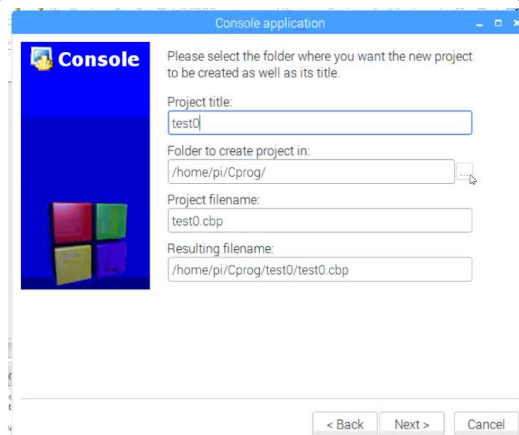 Console application
Console
Please select the folder where you want the new project
to be created as well as its title.
Project title:
test0
Folder to create project in:
/home/pi/Cprog/
...
Project filename:
test0.cbp
Resulting filename:
/home/pi/Cprog/test0/test0.cbp
< Back
Next >
Cancel